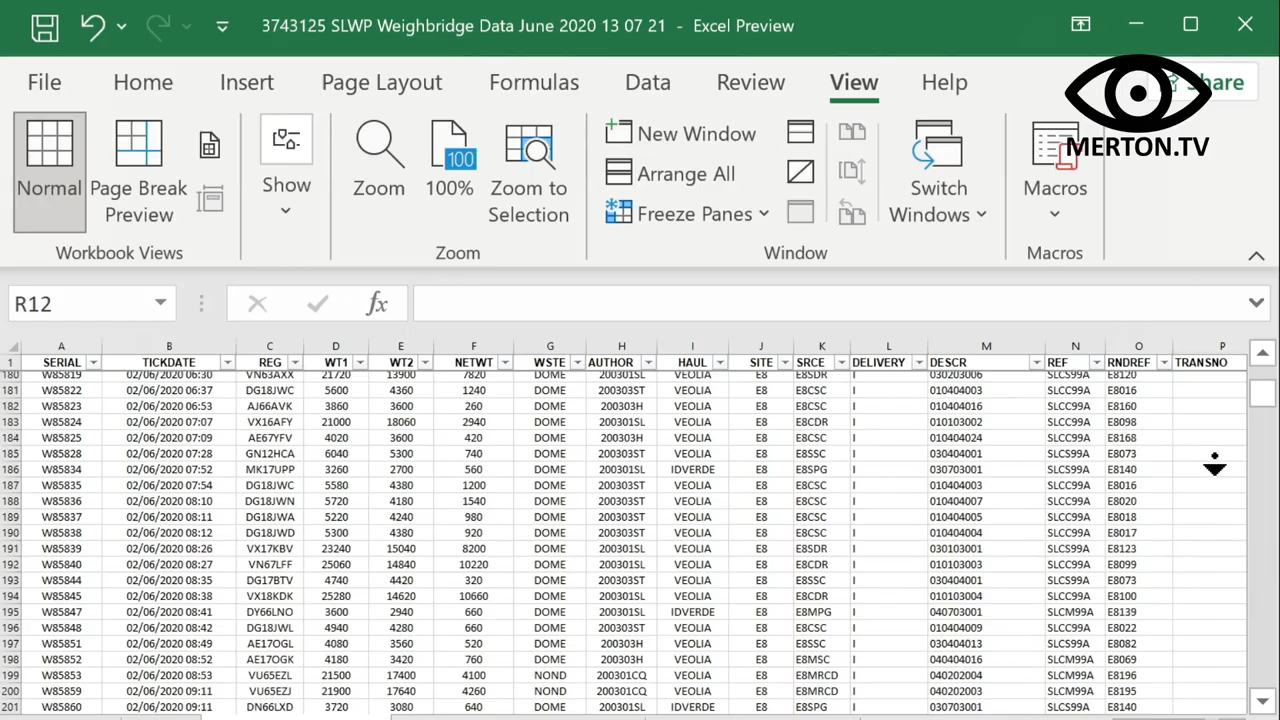 3743125 SLWP Weighbridge Data June 2020 13 07 21 - Excel Preview
File Home Insert Page Layout Formulas Data Review View Help Share
MERTON.TV
Normal Page Break Preview Show Zoom 100% Zoom to Selection New Window Arrange All Freeze Panes Switch Windows Macros
100
Workbook Views Zoom Window Macros
R12 fx
A B C D E F G H I J K L M N O P
1 SERIAL TICKDATE REG WT1 WT2 NETWT WSTE AUTHOR HAUL SITE SRCE DELIVERY DESCR REF RNDREF TRANSNO
180 W85819 02/06/2020 06:30 VN63AXX 21720 13900 7820 DOME 200301SL VEOLIA E8 E8SDR I 030203006 SLCS99A E8120
181 W85822 02/06/2020 06:37 DG18JWC 5600 4360 1240 DOME 200303ST VEOLIA E8 E8CSC I 010404003 SLCC99A E8016
182 W85823 02/06/2020 06:53 AJ66AVK 3860 3600 260 DOME 200303H VEOLIA E8 E8CSC I 010404016 SLCC99A E8160
183 W85824 02/06/2020 07:07 VX16AFY 21000 18060 2940 DOME 200301SL VEOLIA E8 E8CDR I 010103002 SLCC99A E8098
184 W85825 02/06/2020 07:09 AE67YFV 4020 3600 420 DOME 200303H VEOLIA E8 E8CSC I 010404024 SLCC99A E8168
185 W85828 02/06/2020 07:28 GN12HCA 6040 5300 740 DOME 200303ST VEOLIA E8 E8SSC I 030404001 SLCS99A E8073
186 W85834 02/06/2020 07:52 MK17UPP 3260 2700 560 DOME 200301SL IDVERDE E8 E8SPG I 030703001 SLCS99A E8140
187 W85835 02/06/2020 07:54 DG18JWC 5580 4380 1200 DOME 200303ST VEOLIA E8 E8CSC I 010404003 SLCC99A E8016
188 W85836 02/06/2020 08:10 DG18JWN 5720 4180 1540 DOME 200303ST VEOLIA E8 E8CSC I 010404007 SLCC99A E8020
189 W85837 02/06/2020 08:11 DG18JWA 5220 4240 980 DOME 200303ST VEOLIA E8 E8CSC I 010404005 SLCC99A E8018
190 W85838 02/06/2020 08:12 DG18JWD 5300 4380 920 DOME 200303ST VEOLIA E8 E8CSC I 010404004 SLCC99A E8017
191 W85839 02/06/2020 08:26 VX17KBV 23240 15040 8200 DOME 200301SL VEOLIA E8 E8SDR I 030103001 SLCS99A E8123
192 W85840 02/06/2020 08:27 VN67LFF 25060 14840 10220 DOME 200301SL VEOLIA E8 E8CDR I 010103003 SLCC99A E8099
193 W85844 02/06/2020 08:35 DG17BTV 4740 4420 320 DOME 200303ST VEOLIA E8 E8SSC I 030404001 SLCS99A E8073
194 W85845 02/06/2020 08:38 VX18KDK 25280 14620 10660 DOME 200301SL VEOLIA E8 E8CDR I 010103004 SLCC99A E8100
195 W85847 02/06/2020 08:41 DY66LNO 3600 2940 660 DOME 200301SL IDVERDE E8 E8MPG I 040703001 SLCM99A E8139
196 W85848 02/06/2020 08:42 DG18JWL 4940 4280 660 DOME 200303ST VEOLIA E8 E8CSC I 010404009 SLCC99A E8022
197 W85851 02/06/2020 08:49 AE17OGL 4080 3560 520 DOME 200303H VEOLIA E8 E8SSC I 030404013 SLCS99A E8082
198 W85852 02/06/2020 08:52 AE17OGK 4180 3420 760 DOME 200303H VEOLIA E8 E8MSC I 040404016 SLCM99A E8069
199 W85853 02/06/2020 08:53 VU65EZL 21500 17400 4100 NOND 200301CQ VEOLIA E8 E8MRCD I 040202004 SLCM99A E8196
200 W85859 02/06/2020 09:11 VU65EZJ 21900 17640 4260 NOND 200301CQ VEOLIA E8 E8MRCD I 040202003 SLCM99A E8195
201 W85860 02/06/2020 09:11 DN66LXD 3720 3080 640 DOME 200301SL IDVERDE E8 E8SPG I 030703001 SLCS99A E8140